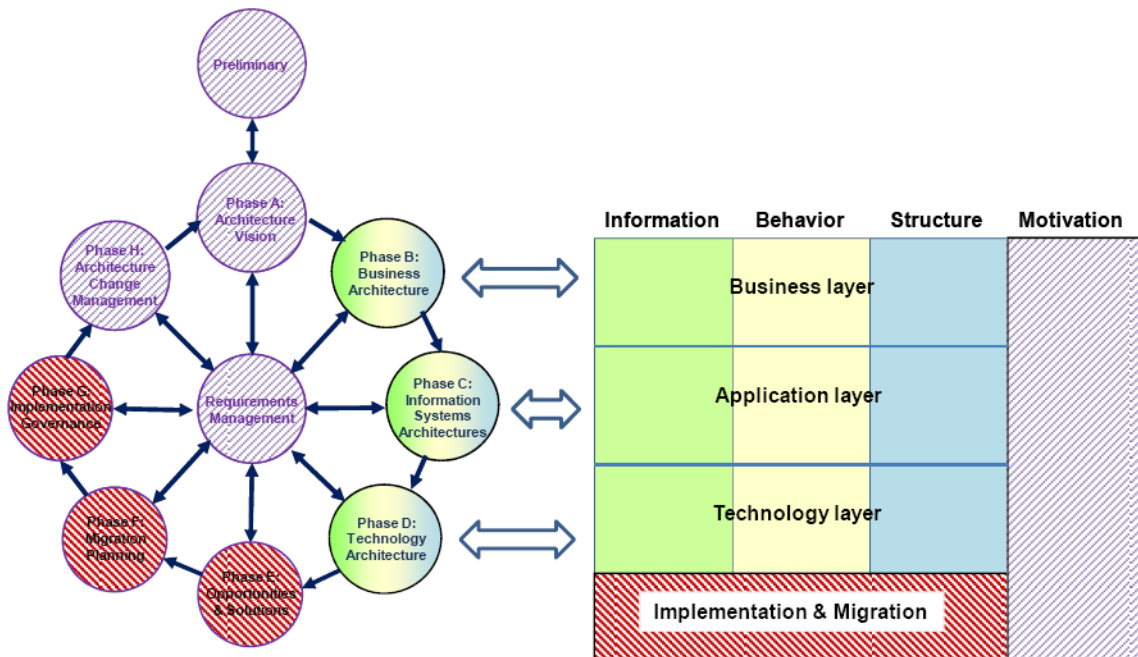 Preliminary
Phase A:
Architecture
Vision
Phase H:
Architecture
Change
Management
Phase B:
Business
Architecture
Phase G:
Implementation
Governance
Requirements
Management
Phase C:
Information
Systems
Architectures
Phase F:
Migration
Planning
Phase D:
Technology
Architecture
Phase E:
Opportunities
& Solutions
Information Behavior Structure Motivation
Business layer
Application layer
Technology layer
Implementation & Migration